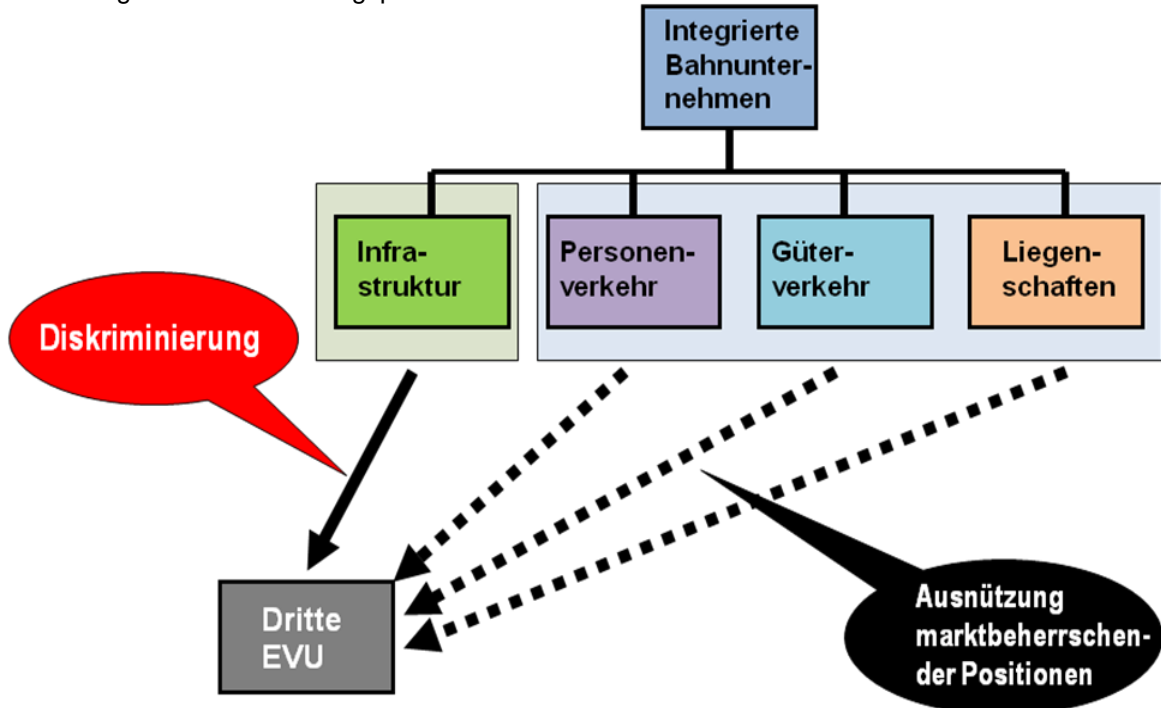 Integrierte
Bahnunter-
nehmen
Infra-
struktur
Personen-
verkehr
Güter-
verkehr
Liegen-
schaften
Diskriminierung
Dritte
EVU
Ausnützung
marktbeherrschen-
der Positionen